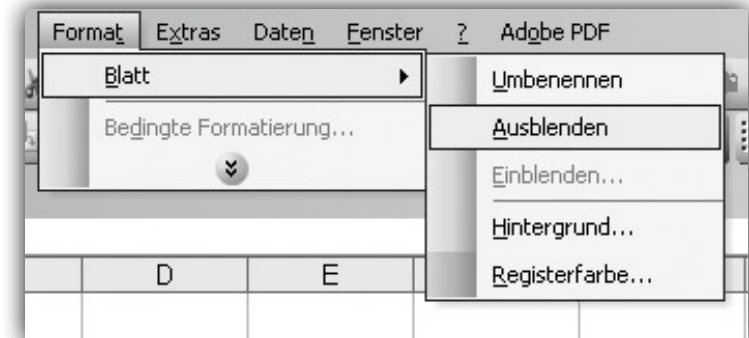 Format Extras Daten Fenster ? Adobe PDF
Blatt
Bedingte Formatierung...
Umbenennen
Ausblenden
Einblenden...
Hintergrund...
Registerfarbe...
D E